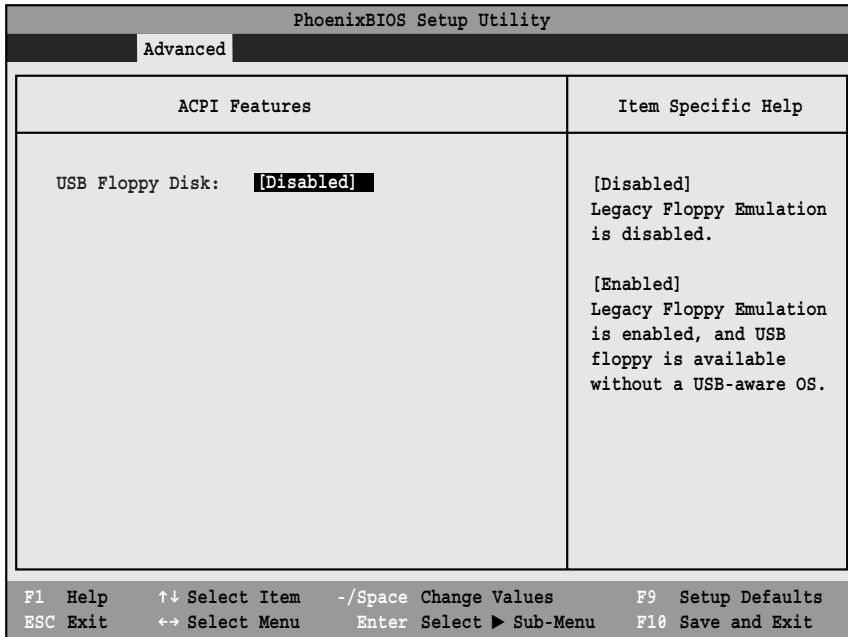 PhoenixBIOS Setup Utility
Advanced
ACPI Features
Item Specific Help
USB Floppy Disk: [Disabled]
[Disabled]
Legacy Floppy Emulation
is disabled.
[Enabled]
Legacy Floppy Emulation
is enabled, and USB
floppy is available
without a USB-aware OS.
F1 Help ↑↓ Select Item -/Space Change Values F9 Setup Defaults
ESC Exit ←→ Select Menu Enter Select ▶ Sub-Menu F10 Save and Exit